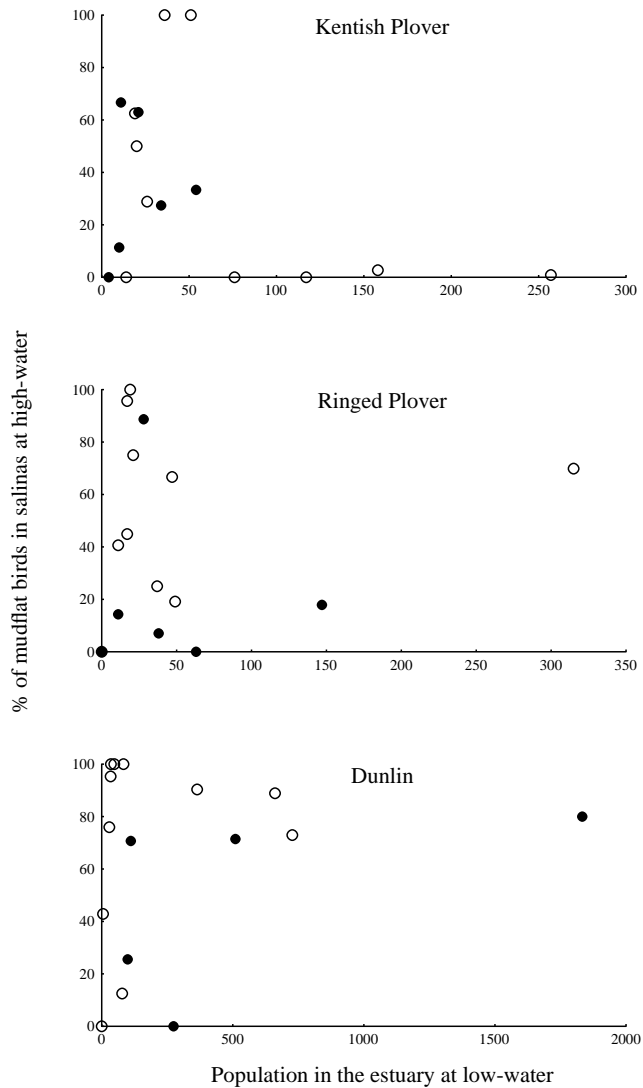 Kentish Plover
100
80
60
40
20
0
0 50 100 150 200 250 300
Ringed Plover
100
80
60
40
20
0
0 50 100 150 200 250 300 350
Dunlin
100
80
60
40
20
0
0 500 1000 1500 2000
% of mudflat birds in salinas at high-water
Population in the estuary at low-water